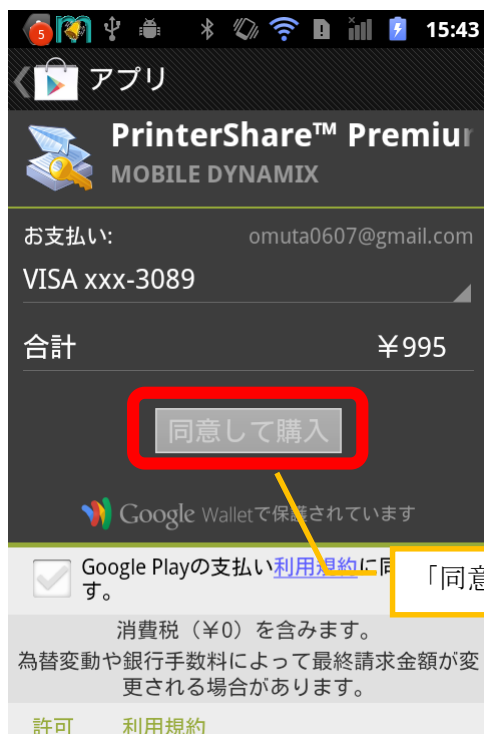 5
15:43
アプリ
PrinterShare™ Premiu
MOBILE DYNAMIX
お支払い: omuta0607@gmail.com
VISA xxx-3089
合計 ￥995
同意して購入
Google Walletで保護されています
Google Playの支払い利用規約に同
す。
「同意
消費税（¥0）を含みます。
為替変動や銀行手数料によって最終請求金額が変
更される場合があります。
許可 利用規約